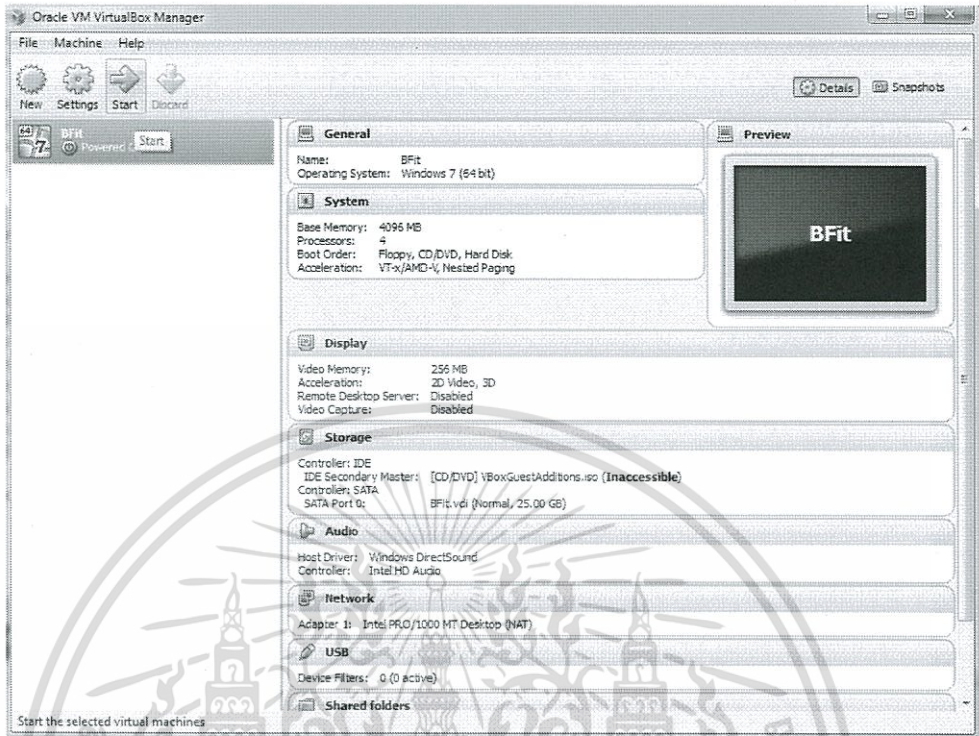 Oracle VM VirtualBox Manager
File Machine Help
New Settings Start Discard
Details Snapshots
64
7
BFit
Powered
Start
General
Name: BFit
Operating System: Windows 7 (64 bit)
System
Base Memory: 4096 MB
Processors: 4
Boot Order: Floppy, CD/DVD, Hard Disk
Acceleration: VT-x/AMD-V, Nested Paging
Preview
BFit
Display
Video Memory: 256 MB
Acceleration: 2D Video, 3D
Remote Desktop Server: Disabled
Video Capture: Disabled
Storage
Controller: IDE
IDE Secondary Master: [CD/DVD] VBoxGuestAdditions.iso (Inaccessible)
Controller: SATA
SATA Port 0: BFit.vdi (Normal, 25.00 GB)
Audio
Host Driver: Windows DirectSound
Controller: Intel HD Audio
Network
Adapter 1: Intel PRO/1000 MT Desktop (NAT)
USB
Device Filters: 0 (0 active)
Shared folders
Start the selected virtual machines